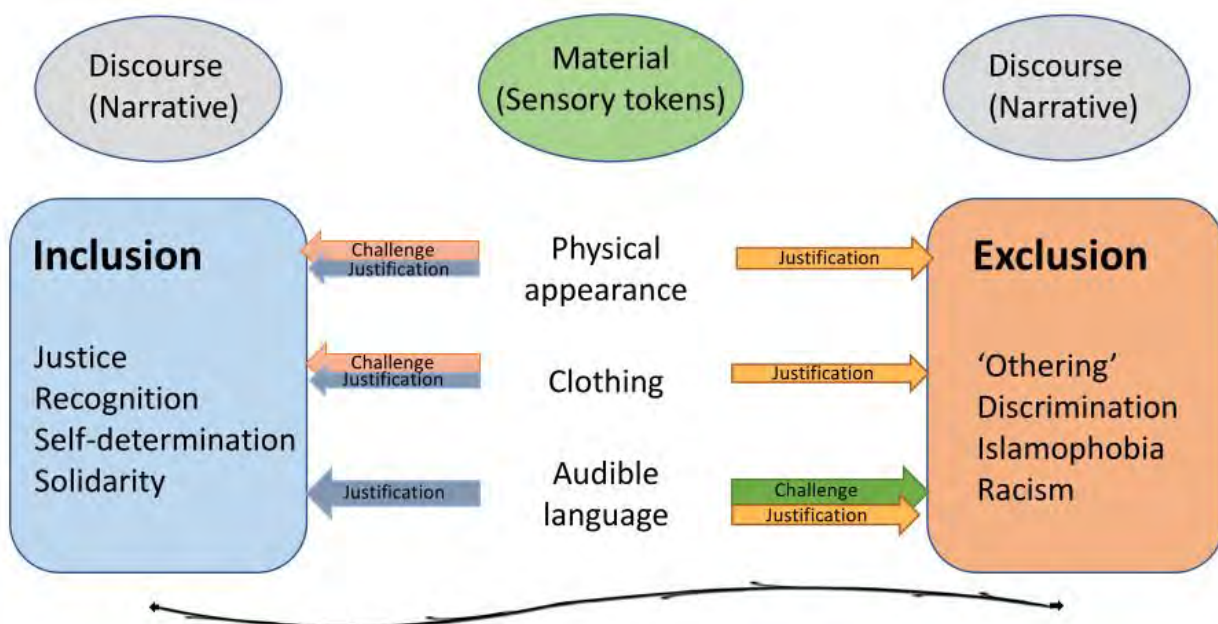 Discourse
(Narrative)
Material
(Sensory tokens)
Discourse
(Narrative)
Inclusion
Justice
Recognition
Self-determination
Solidarity
Challenge
Justification
Physical
appearance
Justification
Challenge
Justification
Clothing
Justification
Justification
Audible
language
Challenge
Justification
Exclusion
‘Othering’
Discrimination
Islamophobia
Racism